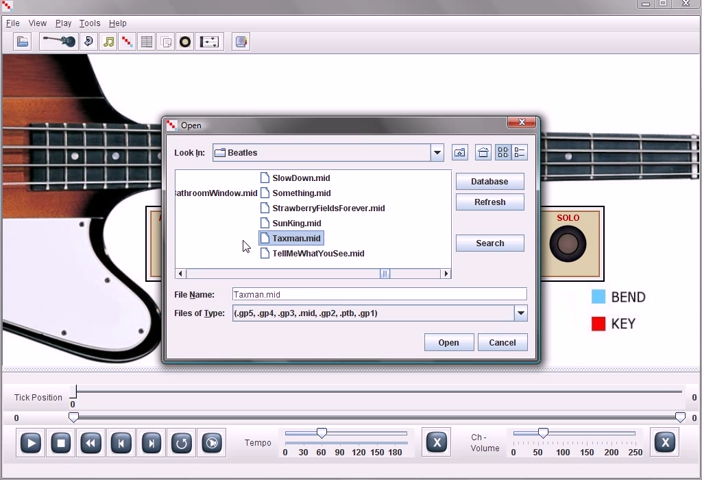 File View Play Tools Help
Open
Look In: Beatles
SlowDown.mid
athroomWindow.mid Something.mid
StrawberryFieldsForever.mid
SunKing.mid
Taxman.mid
TellMeWhatYouSee.mid
Database
Refresh
Search
File Name: Taxman.mid
Files of Type: (.gp5, .gp4, .gp3, .mid, .gp2, .ptb, .gp1)
Open Cancel
SOLO
BEND
KEY
Tick Position
0 0
0 0
Tempo
0 30 60 90 120 150 180
X
Ch -
Volume
0 50 100 150 200 250
X